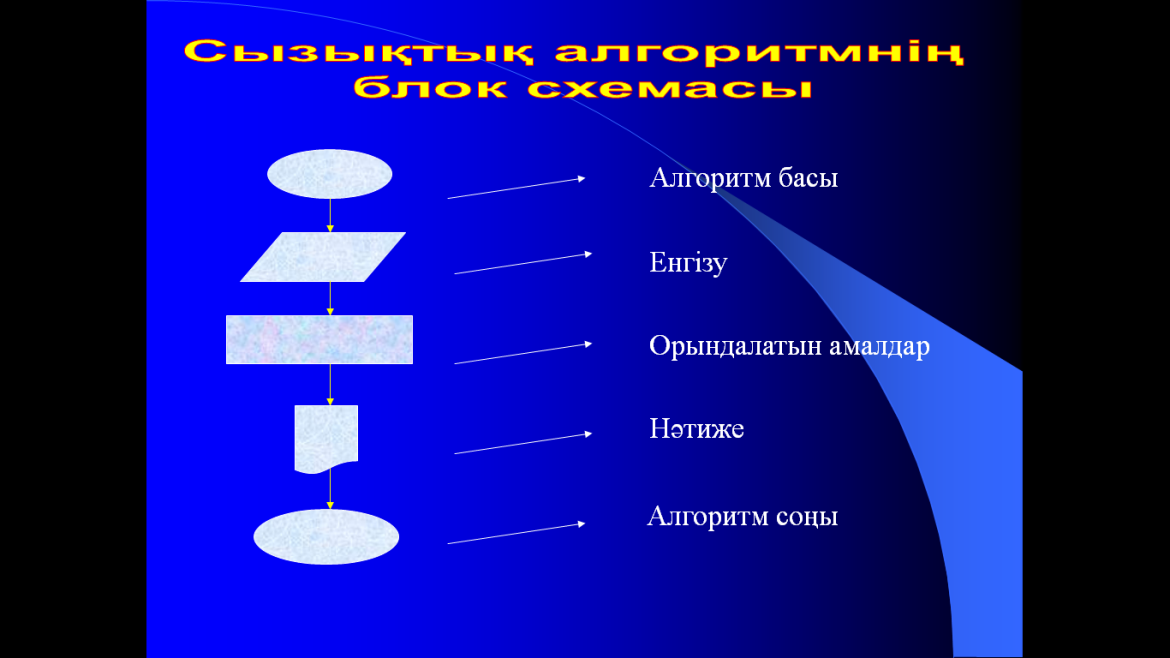 Сызықтық алгоритмнің
блок схемасы
Алгоритм басы
Енгізу
Орындалатын амалдар
Нәтиже
Алгоритм соңы